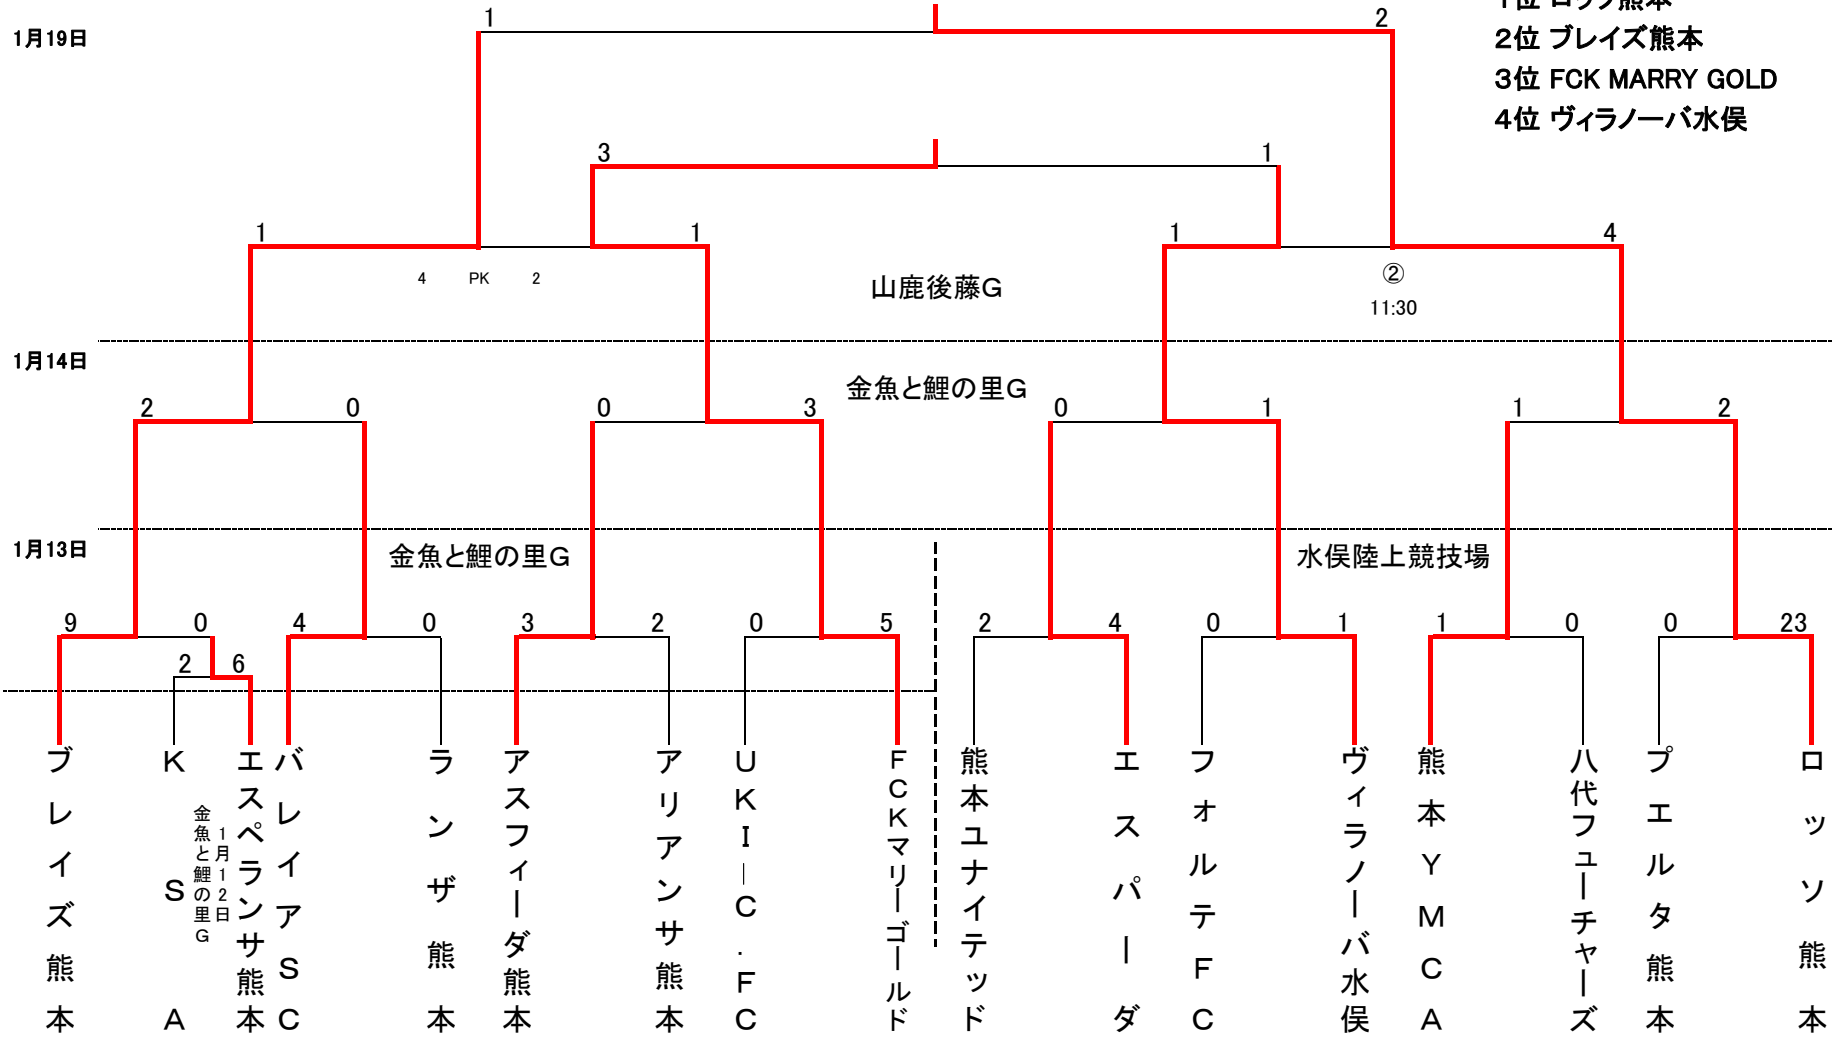 1位 ロッソ熊本
1 2
1月19日
2位 ブレイズ熊本
3位 FCK MARRY GOLD
4位 ヴィラノーバ水俣
3 1
1 1 1 4
4 PK 2
山鹿後藤G
②
11:30
1月14日
金魚と鯉の里G
2 0 0 3 0 1 1 2
1月13日
金魚と鯉の里G
水俣陸上競技場
9 0 4 0 3 2 0 5 2 4 0 1 1 0 0 23
2 6
ブレイズ熊本
KSA
1月12日
金魚と鯉の里G
エスペランサ熊本
バレイアSC
ランザ熊本
アスフィーダ熊本
アリアンサ熊本
UKI-C.FC
FCKマリーゴールド
熊本ユナイテッド
エスパーダ
フォルテFC
ヴィラノーバ水俣
熊本YMCA
八代フューチャーズ
プエルタ熊本
ロッソ熊本